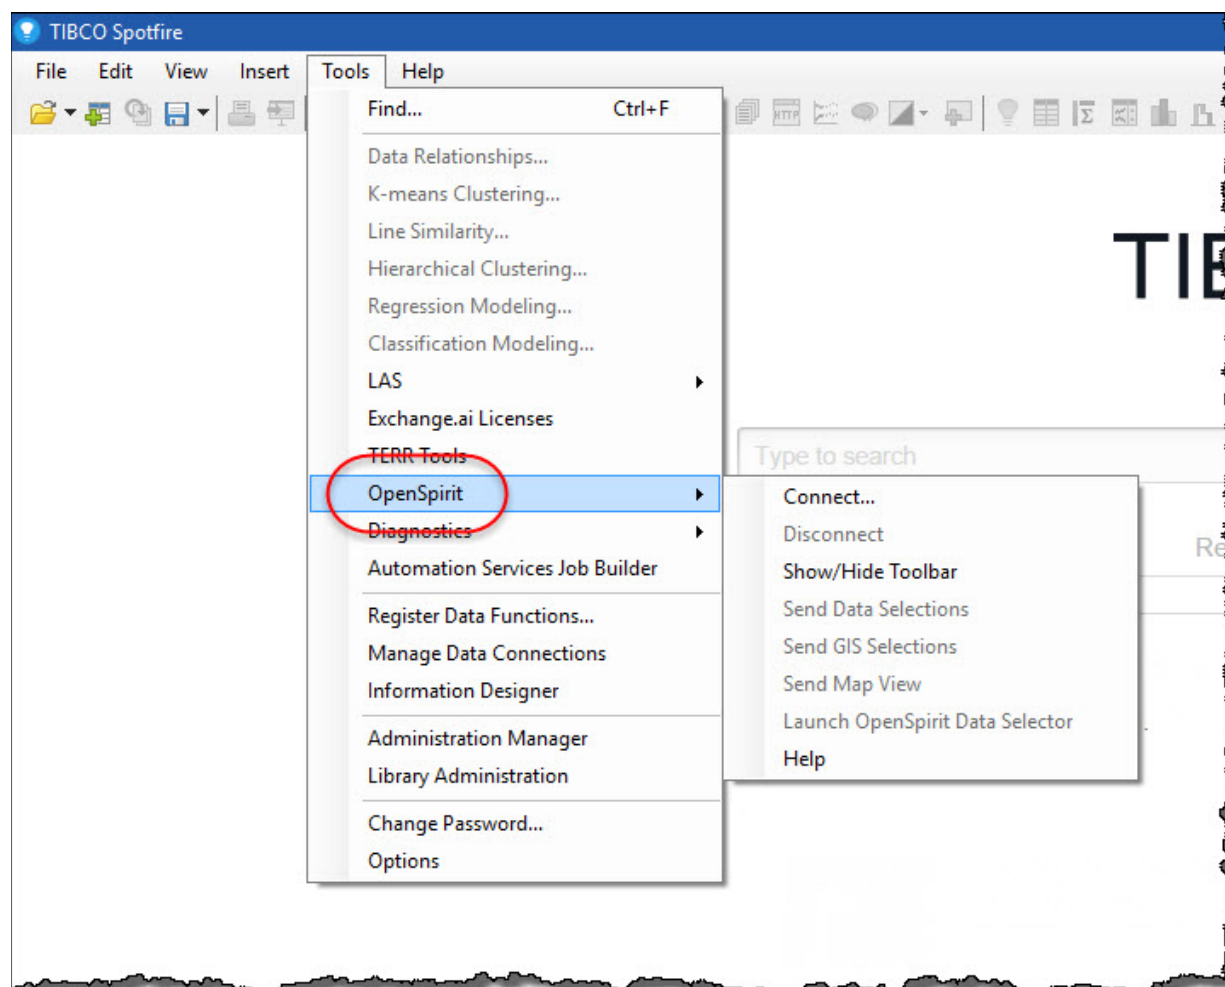 TIBCO Spotfire
File Edit View Insert Tools Help
HTTP
Find... Ctrl+F
Data Relationships...
K-means Clustering...
Line Similarity...
Hierarchical Clustering...
Regression Modeling...
Classification Modeling...
LAS
Exchange.ai Licenses
TERR Tools
OpenSpirit
Diagnostics
Automation Services Job Builder
Register Data Functions...
Manage Data Connections
Information Designer
Administration Manager
Library Administration
Change Password...
Options
Type to search
Connect...
Disconnect
Show/Hide Toolbar
Send Data Selections
Send GIS Selections
Send Map View
Launch OpenSpirit Data Selector
Help